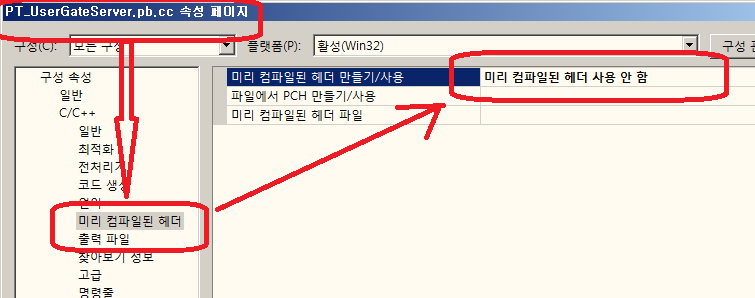 PT_UserGateServer.pb.cc 속성 페이지
구성(C): 모든 구성 플랫폼(P): 활성(Win32) 구성
구성 속성
일반
C/C++
일반
최적화
전처리기
코드 생성
언어
미리 컴파일된 헤더
출력 파일
찾아보기 정보
고급
명령줄
미리 컴파일된 헤더 만들기/사용 미리 컴파일된 헤더 사용 안 함
파일에서 PCH 만들기/사용
미리 컴파일된 헤더 파일